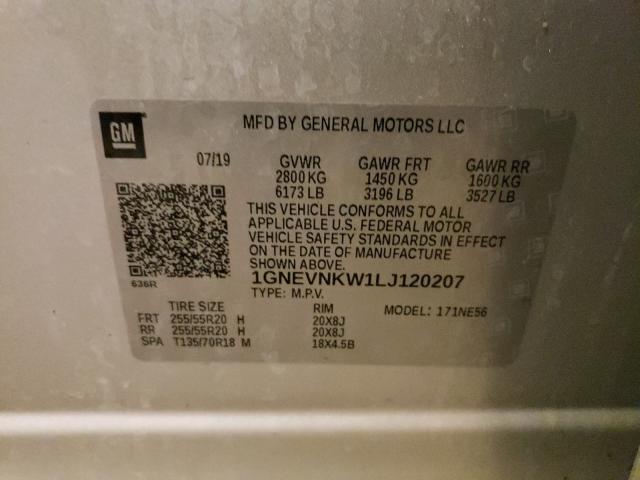 GM
MFD BY GENERAL MOTORS LLC
07/19 GVWR GAWR FRT GAWR RR
2800 KG 1450 KG 1600 KG
6173 LB 3196 LB 3527 LB
THIS VEHICLE CONFORMS TO ALL
APPLICABLE U.S. FEDERAL MOTOR
VEHICLE SAFETY STANDARDS IN EFFECT
ON THE DATE OF MANUFACTURE
SHOWN ABOVE.
636R 1GNEVNKW1LJ120207
TYPE: M.P.V.
TIRE SIZE RIM MODEL: 171NE56
FRT 255/55R20 H 20X8J
RR 255/55R20 H 20X8J
SPA T135/70R18 M 18X4.5B